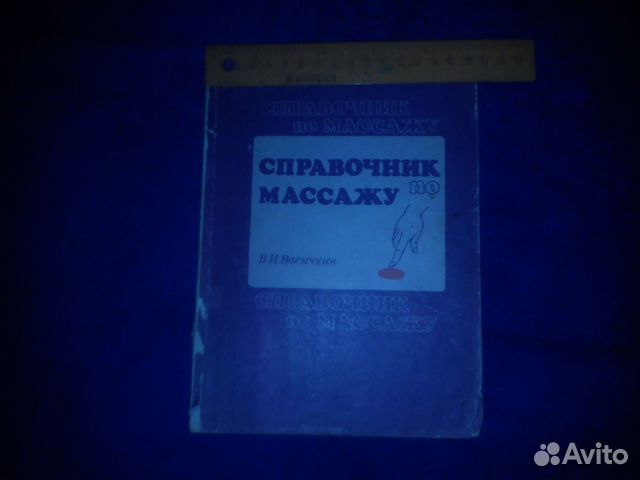 СПРАВОЧНИК
по МАССАЖУ
СПРАВОЧНИК
по
МАССАЖУ
В.И. Васичкин
СПРАВОЧНИК
по МАССАЖУ
Avito